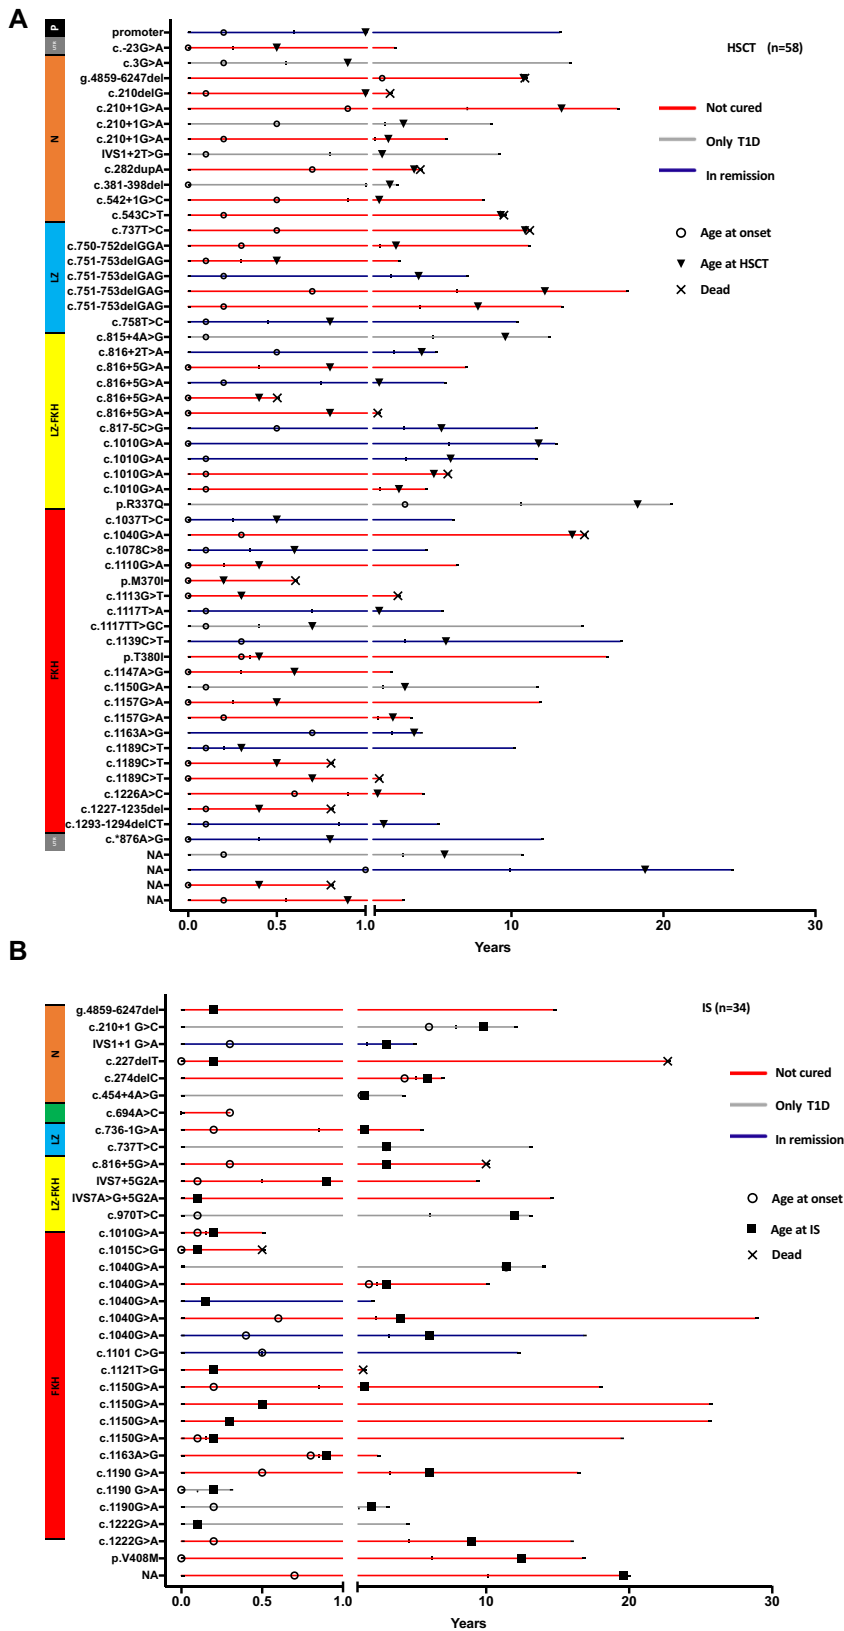 A
P
UTR
N
LZ
LZ-FKH
FKH
UTR
promoter
c.-23G>A
c.3G>A
g.4859-6247del
c.210delG
c.210+1G>A
c.210+1G>A
c.210+1G>A
IVS1+2T>G
c.282dupA
c.381-398del
c.542+1G>C
c.543C>T
c.737T>C
c.750-752delGGA
c.751-753delGAG
c.751-753delGAG
c.751-753delGAG
c.751-753delGAG
c.758T>C
c.815+4A>G
c.816+2T>A
c.816+5G>A
c.816+5G>A
c.816+5G>A
c.816+5G>A
c.817-5C>G
c.1010G>A
c.1010G>A
c.1010G>A
c.1010G>A
p.R337Q
c.1037T>C
c.1040G>A
c.1078C>8
c.1110G>A
p.M370I
c.1113G>T
c.1117T>A
c.1117TT>GC
c.1139C>T
p.T380I
c.1147A>G
c.1150G>A
c.1157G>A
c.1157G>A
c.1163A>G
c.1189C>T
c.1189C>T
c.1189C>T
c.1226A>C
c.1227-1235del
c.1293-1294delCT
c.*876A>G
NA
NA
NA
NA
HSCT (n=58)
Not cured
Only T1D
In remission
Age at onset
Age at HSCT
Dead
0.0 0.5 1.0 10 20 30
Years
B
N
LZ
LZ-FKH
FKH
g.4859-6247del
c.210+1 G>C
IVS1+1 G>A
c.227delT
c.274delC
c.454+4A>G
c.694A>C
c.736-1G>A
c.737T>C
c.816+5G>A
IVS7+5G2A
IVS7A>G+5G2A
c.970T>C
c.1010G>A
c.1015C>G
c.1040G>A
c.1040G>A
c.1040G>A
c.1040G>A
c.1040G>A
c.1101 C>G
c.1121T>G
c.1150G>A
c.1150G>A
c.1150G>A
c.1150G>A
c.1163A>G
c.1190 G>A
c.1190 G>A
c.1190G>A
c.1222G>A
c.1222G>A
p.V408M
NA
IS (n=34)
Not cured
Only T1D
In remission
Age at onset
Age at IS
Dead
0.0 0.5 1.0 10 20 30
Years